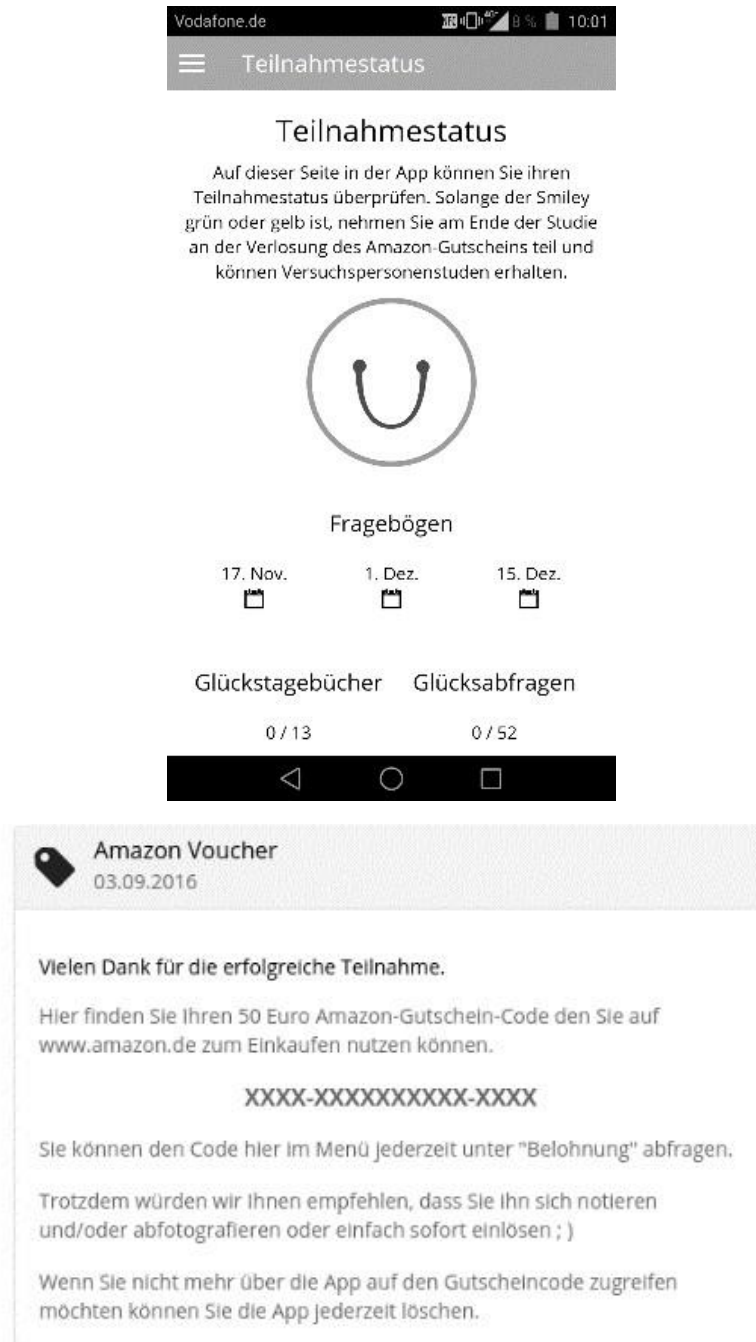 Vodafone.de 8 % 10:01
Teilnahmestatus
Teilnahmestatus
Auf dieser Seite in der App können Sie ihren
Teilnahmestatus überprüfen. Solange der Smiley
grün oder gelb ist, nehmen Sie am Ende der Studie
an der Verlosung des Amazon-Gutscheins teil und
können Versuchspersonenstuden erhalten.
Fragebögen
17. Nov. 1. Dez. 15. Dez.
Glückstagebücher Glücksabfragen
0 / 13 0 / 52
Amazon Voucher
03.09.2016
Vielen Dank für die erfolgreiche Teilnahme.
Hier finden Sie Ihren 50 Euro Amazon-Gutschein-Code den Sie auf
www.amazon.de zum Einkaufen nutzen können.
XXXX-XXXXXXXXXX-XXXX
Sie können den Code hier im Menü jederzeit unter "Belohnung" abfragen.
Trotzdem würden wir Ihnen empfehlen, dass Sie ihn sich notieren
und/oder abfotografieren oder einfach sofort einlösen ; )
Wenn Sie nicht mehr über die App auf den Gutscheincode zugreifen
möchten können Sie die App jederzeit löschen.